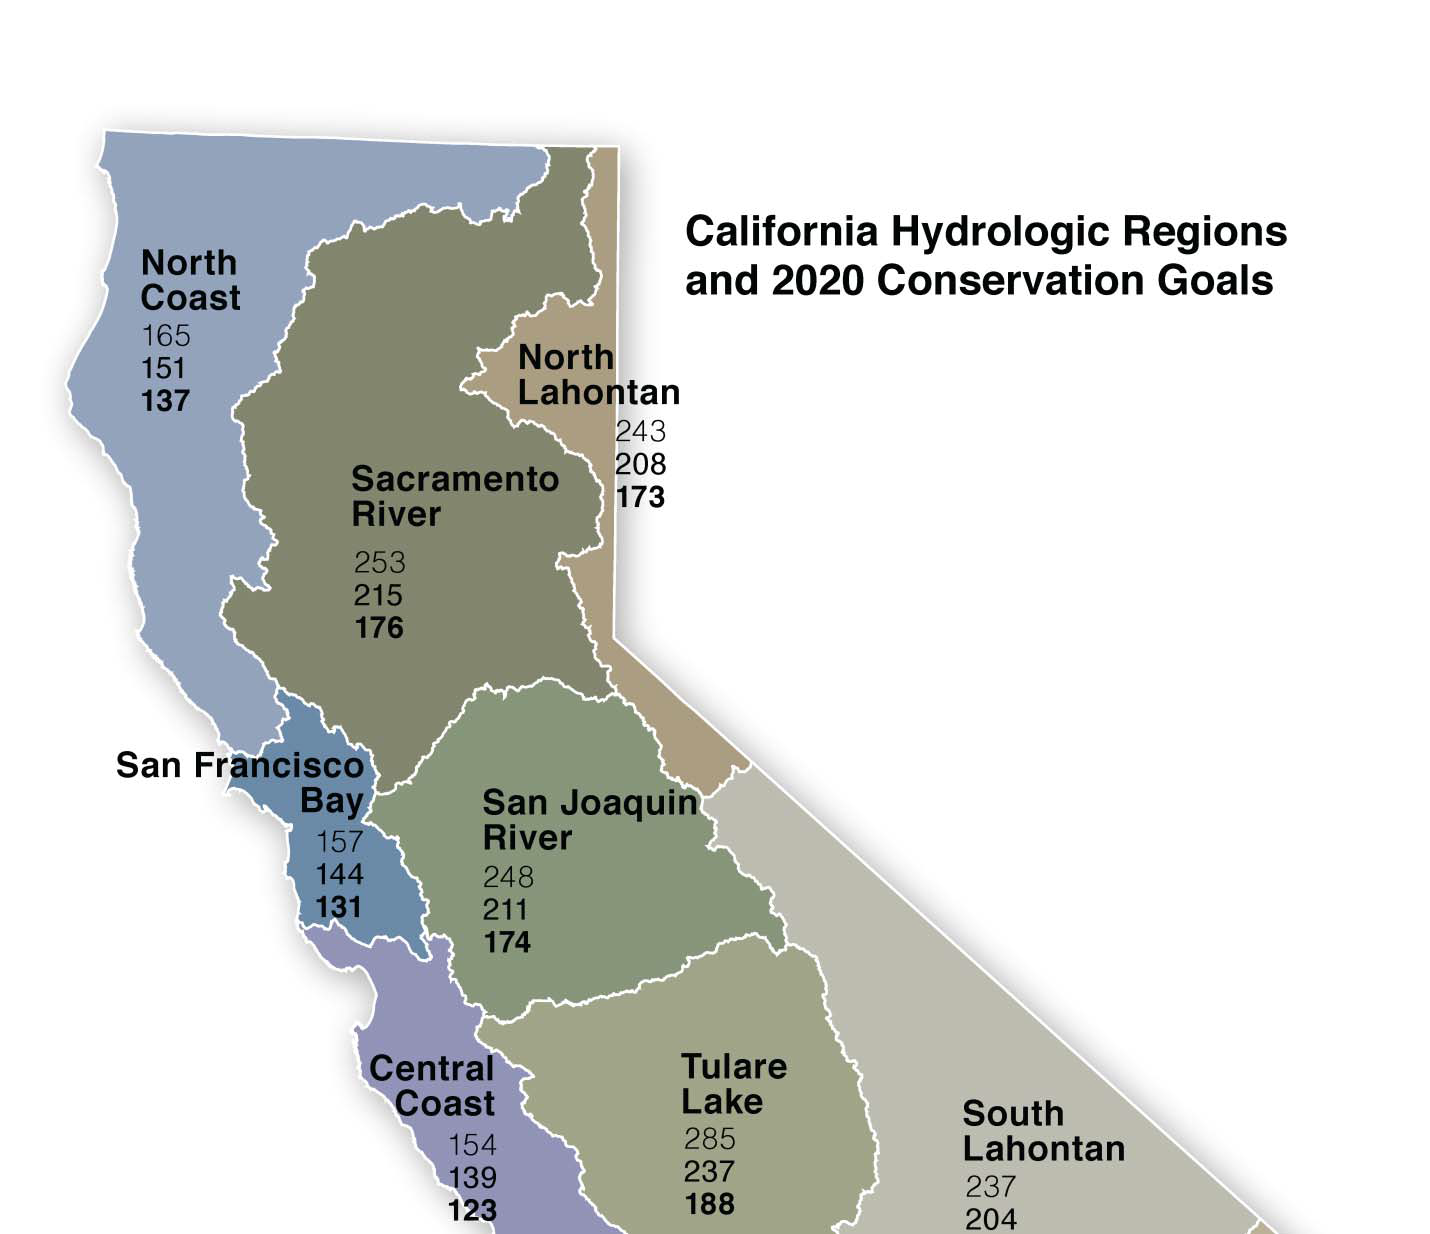 California Hydrologic Regions
and 2020 Conservation Goals
North
Coast
165
151
137
North
Lahontan
243
208
173
Sacramento
River
253
215
176
San Francisco
Bay
157
144
131
San Joaquin
River
248
211
174
Central
Coast
154
139
123
Tulare
Lake
285
237
188
South
Lahontan
237
204